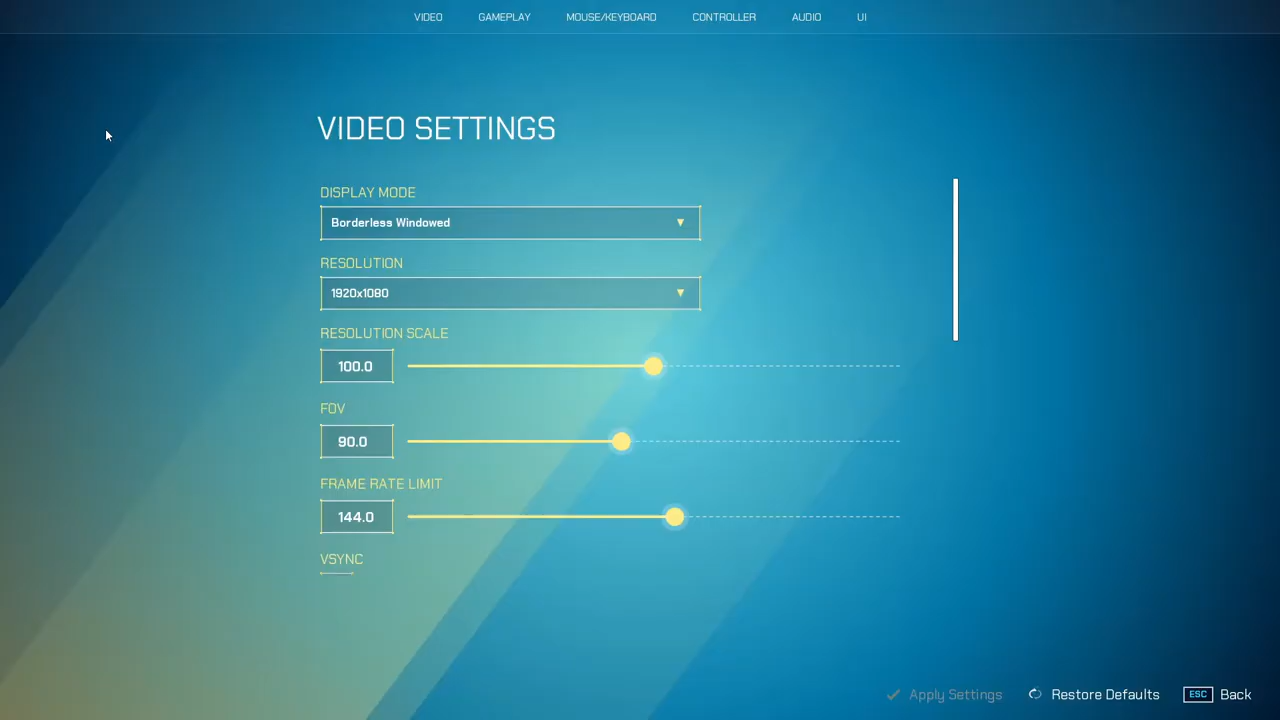 VIDEO GAMEPLAY MOUSE/KEYBOARD CONTROLLER AUDIO UI
VIDEO SETTINGS
DISPLAY MODE
Borderless Windowed
RESOLUTION
1920x1080
RESOLUTION SCALE
100.0
FOV
90.0
FRAME RATE LIMIT
144.0
VSYNC
Apply Settings Restore Defaults ESC Back